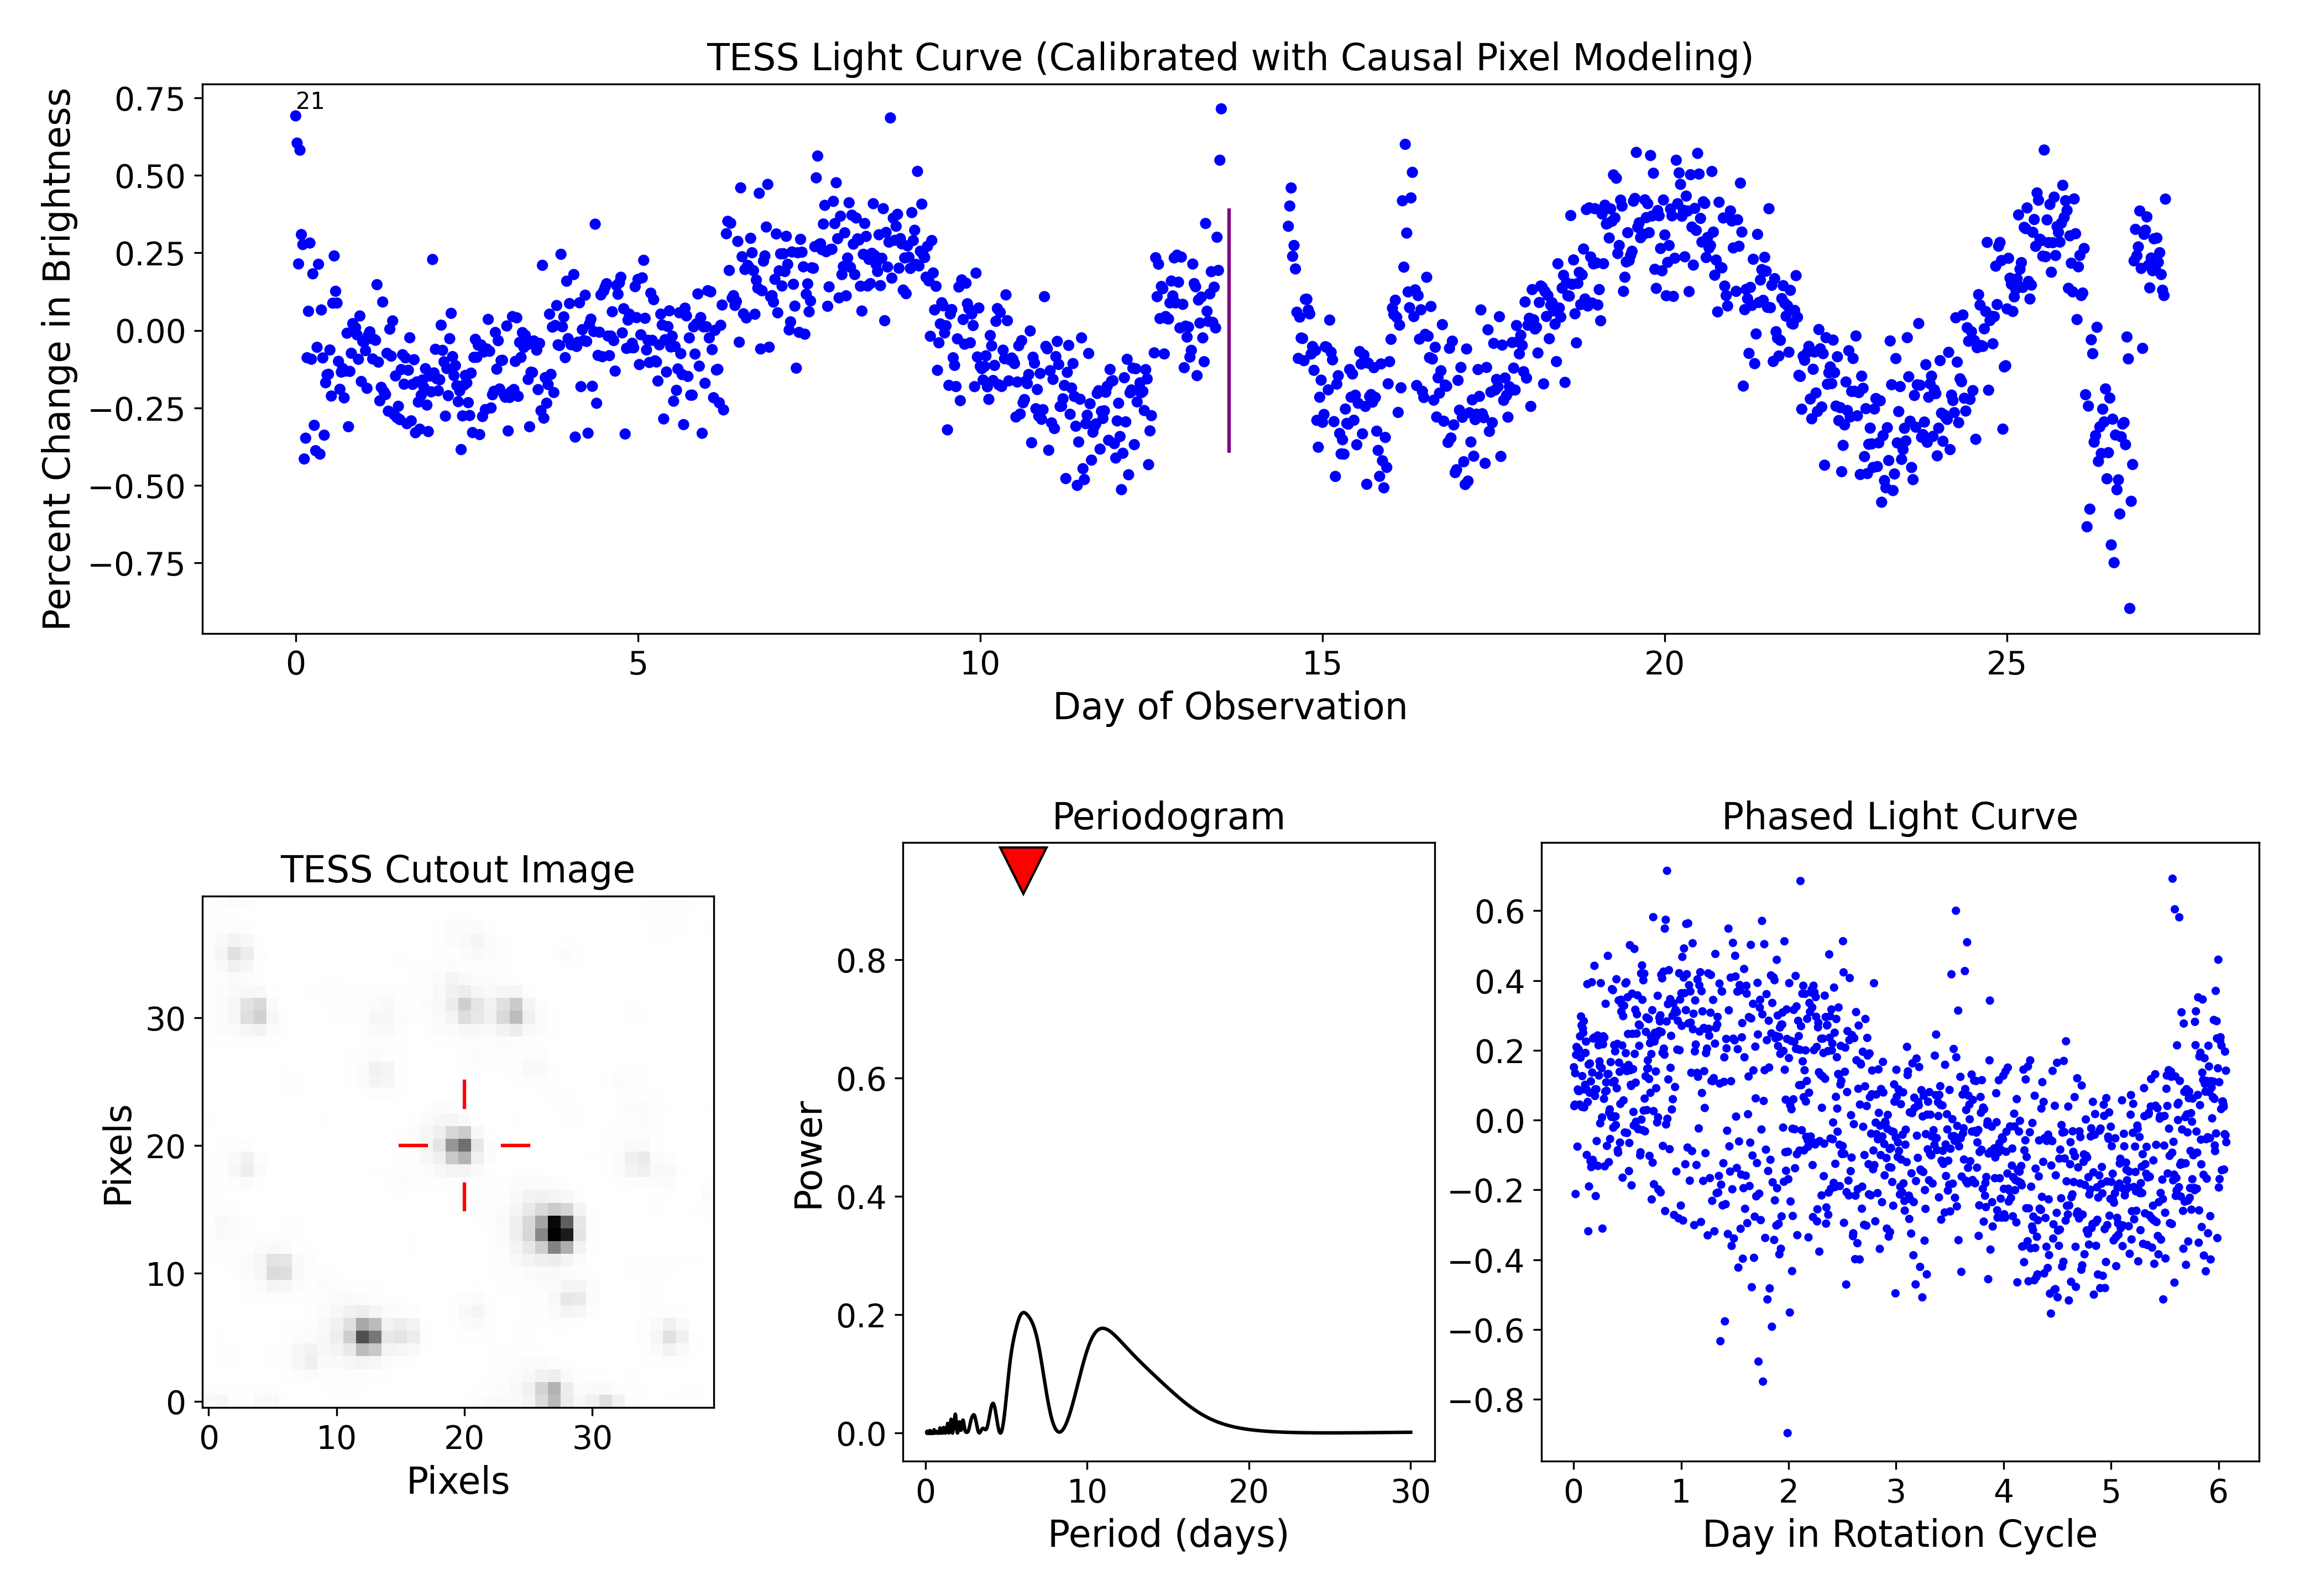 TESS Light Curve (Calibrated with Causal Pixel Modeling)
Percent Change in Brightness
0.75
0.50
0.25
0.00
−0.25
−0.50
−0.75
21
0 5 10 15 20 25
Day of Observation
TESS Cutout Image
Pixels
30
20
10
0
0 10 20 30
Pixels
Periodogram
Power
0.8
0.6
0.4
0.2
0.0
0 10 20 30
Period (days)
Phased Light Curve
0.6
0.4
0.2
0.0
−0.2
−0.4
−0.6
−0.8
0 1 2 3 4 5 6
Day in Rotation Cycle